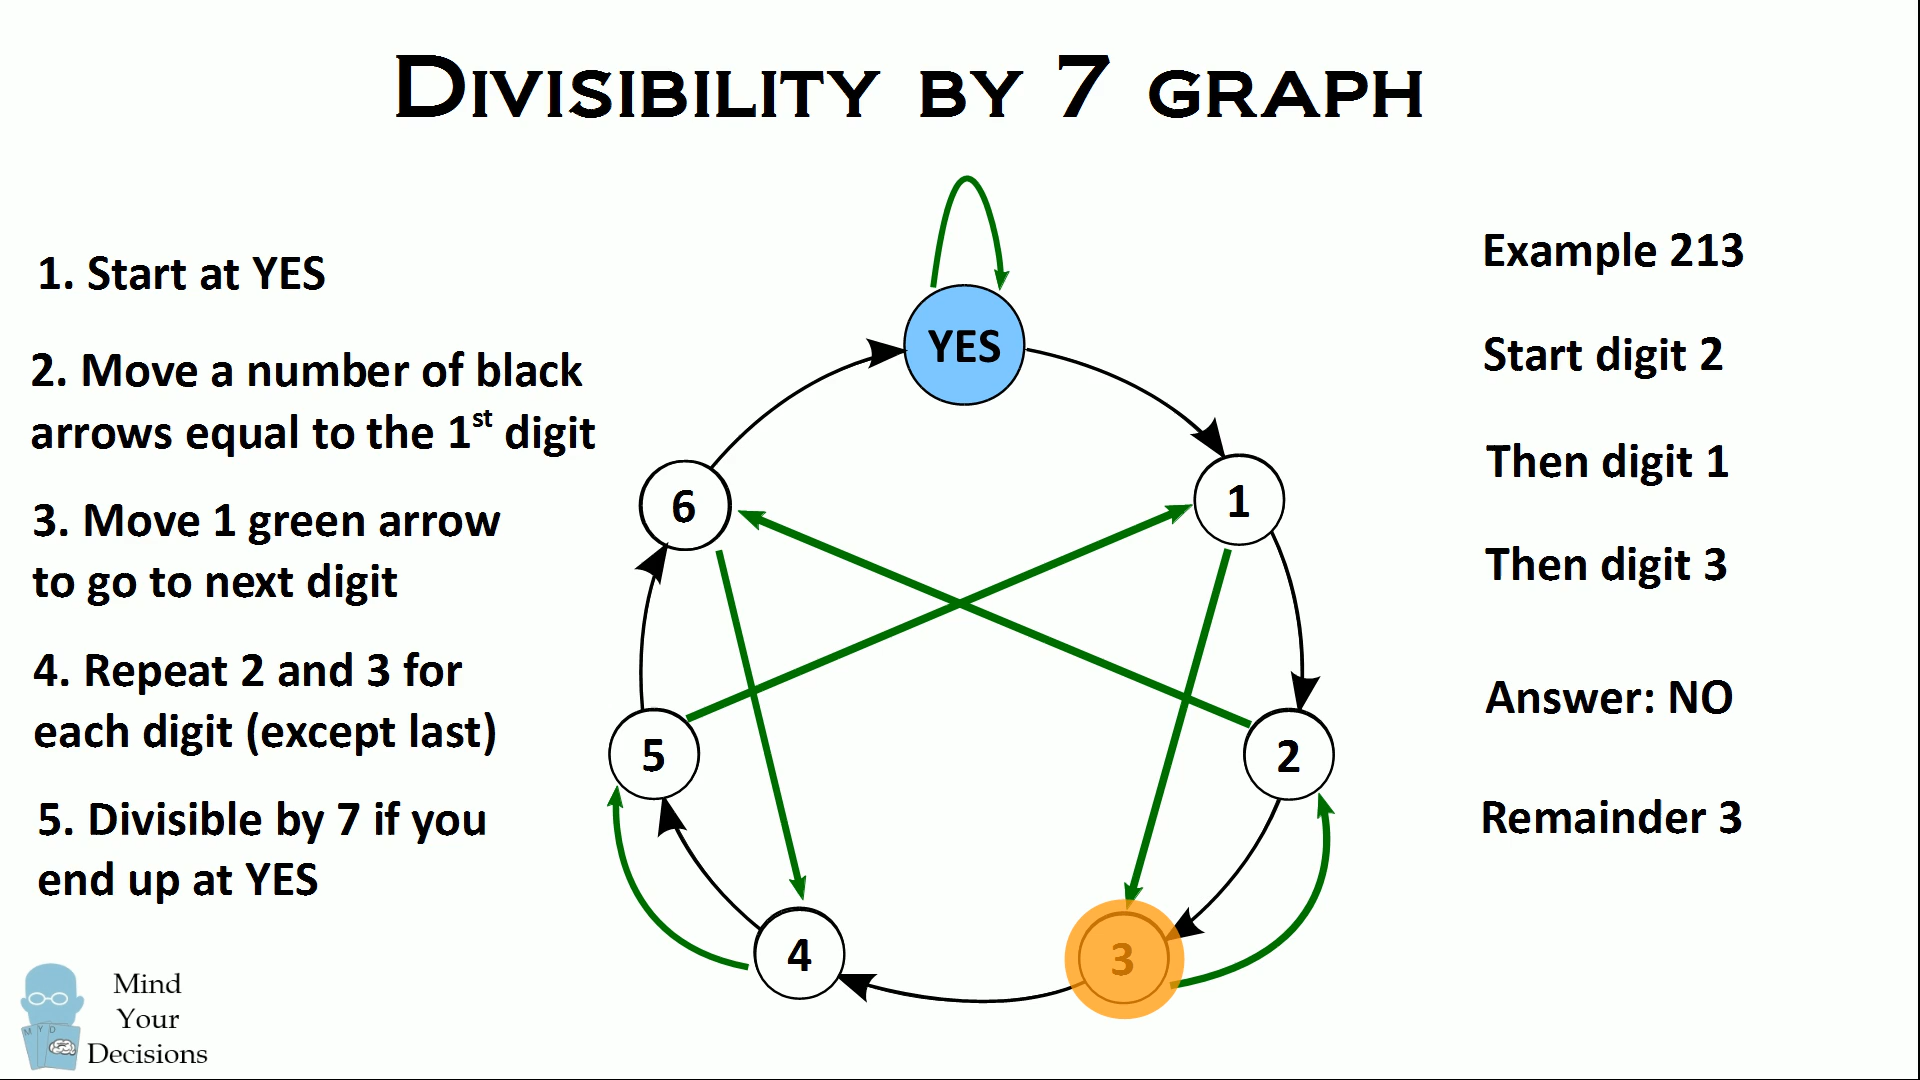 DIVISIBILITY BY 7 GRAPH
1. Start at YES
2. Move a number of black
arrows equal to the 1st digit
3. Move 1 green arrow
to go to next digit
4. Repeat 2 and 3 for
each digit (except last)
5. Divisible by 7 if you
end up at YES
YES
1
2
3
4
5
6
Example 213
Start digit 2
Then digit 1
Then digit 3
Answer: NO
Remainder 3
M Y D
Mind
Your
Decisions